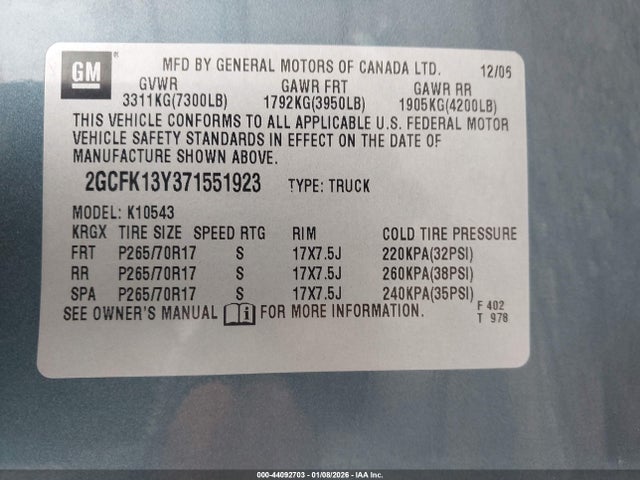 GM
MFD BY GENERAL MOTORS OF CANADA LTD. 12/06
GVWR GAWR FRT GAWR RR
3311KG(7300LB) 1792KG(3950LB) 1905KG(4200LB)
THIS VEHICLE CONFORMS TO ALL APPLICABLE U.S. FEDERAL MOTOR
VEHICLE SAFETY STANDARDS IN EFFECT ON THE DATE OF
MANUFACTURE SHOWN ABOVE.
2GCFK13Y371551923 TYPE: TRUCK
MODEL: K10543
KRGX TIRE SIZE SPEED RTG RIM COLD TIRE PRESSURE
FRT P265/70R17 S 17X7.5J 220KPA(32PSI)
RR P265/70R17 S 17X7.5J 260KPA(38PSI)
SPA P265/70R17 S 17X7.5J 240KPA(35PSI)
SEE OWNER'S MANUAL FOR MORE INFORMATION.
F 402
T 978
000-44092703 - 01/08/2026 - IAA Inc.